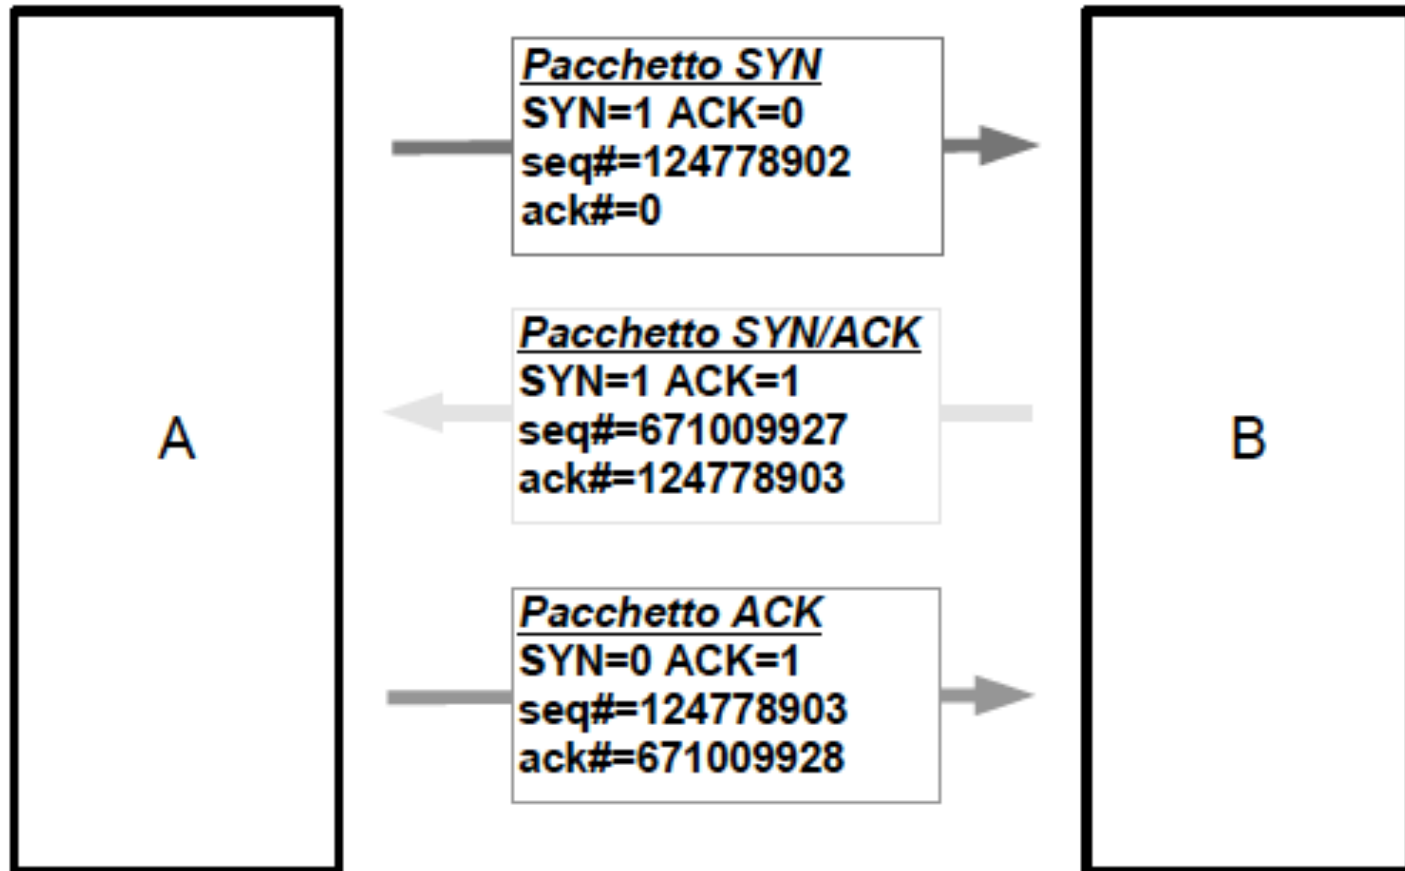 Pacchetto SYN
SYN=1 ACK=0
seq#=124778902
ack#=0
Pacchetto SYN/ACK
SYN=1 ACK=1
seq#=671009927
ack#=124778903
A
B
Pacchetto ACK
SYN=0 ACK=1
seq#=124778903
ack#=671009928